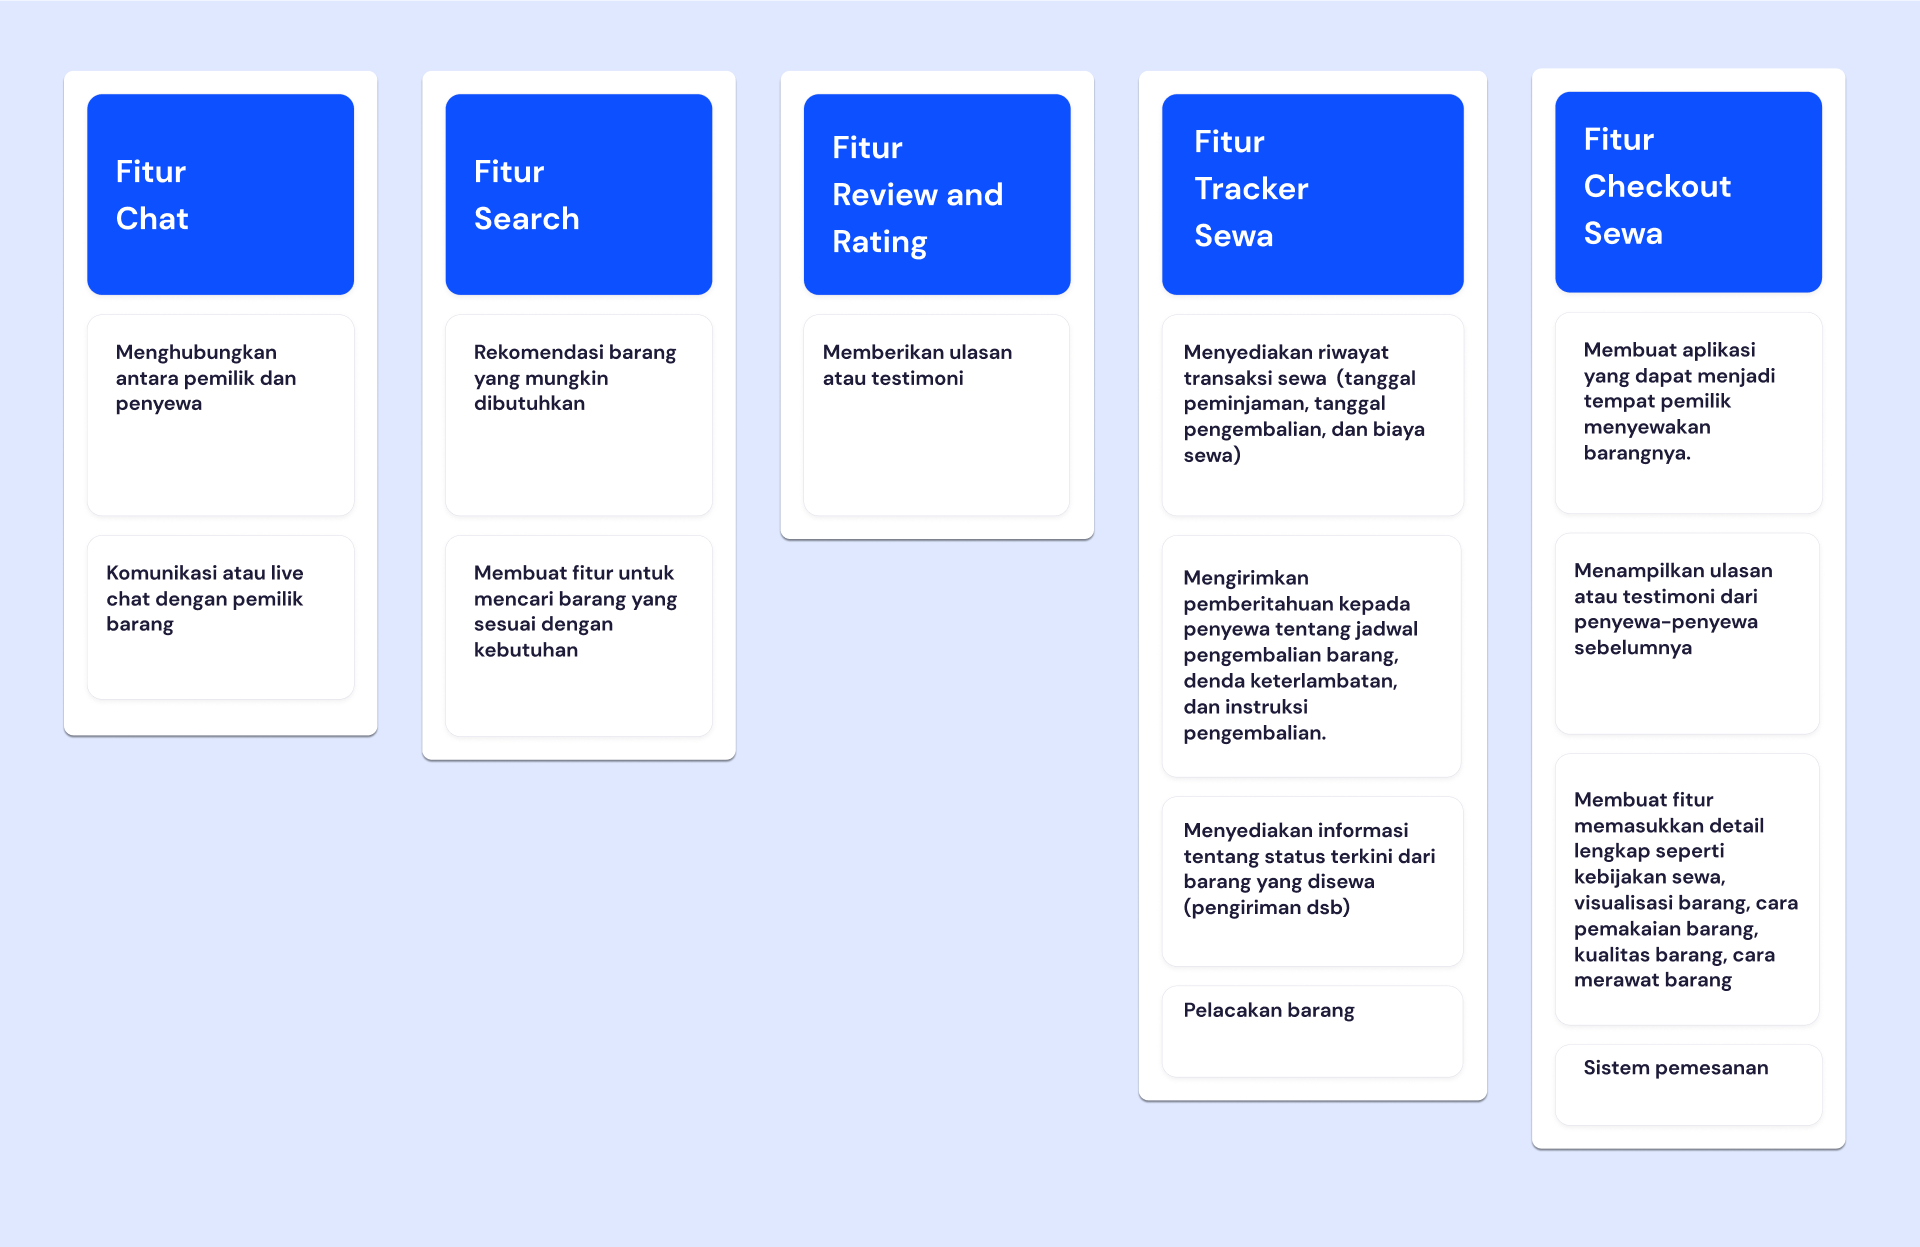 Fitur
Chat
Menghubungkan
antara pemilik dan
penyewa
Komunikasi atau live
chat dengan pemilik
barang
Fitur
Search
Rekomendasi barang
yang mungkin
dibutuhkan
Membuat fitur untuk
mencari barang yang
sesuai dengan
kebutuhan
Fitur
Review and
Rating
Memberikan ulasan
atau testimoni
Fitur
Tracker
Sewa
Menyediakan riwayat
transaksi sewa  (tanggal
peminjaman, tanggal
pengembalian, dan biaya
sewa)
Mengirimkan
pemberitahuan kepada
penyewa tentang jadwal
pengembalian barang,
denda keterlambatan,
dan instruksi
pengembalian.
Menyediakan informasi
tentang status terkini dari
barang yang disewa
(pengiriman dsb)
Pelacakan barang
Fitur
Checkout
Sewa
Membuat aplikasi
yang dapat menjadi
tempat pemilik
menyewakan
barangnya.
Menampilkan ulasan
atau testimoni dari
penyewa-penyewa
sebelumnya
Membuat fitur
memasukkan detail
lengkap seperti
kebijakan sewa,
visualisasi barang, cara
pemakaian barang,
kualitas barang, cara
merawat barang
Sistem pemesanan